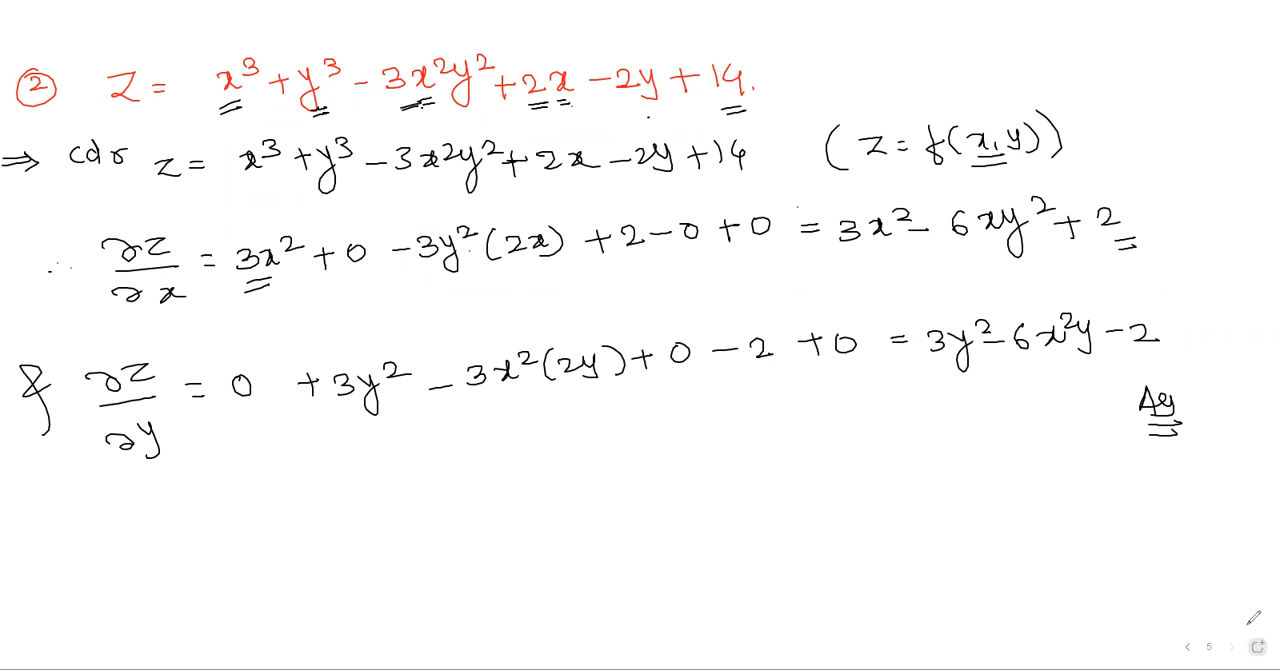 ② Z = x³ + y³ - 3x²y² + 2x - 2y + 14.
⇒ cdr z = x³ + y³ - 3x²y² + 2x - 2y + 14 (Z = f(x,y))
∴ ∂z/∂x = 3x² + 0 - 3y²(2x) + 2 - 0 + 0 = 3x² - 6xy² + 2
& ∂z/∂y = 0 + 3y² - 3x²(2y) + 0 - 2 + 0 = 3y² - 6x²y - 2
5